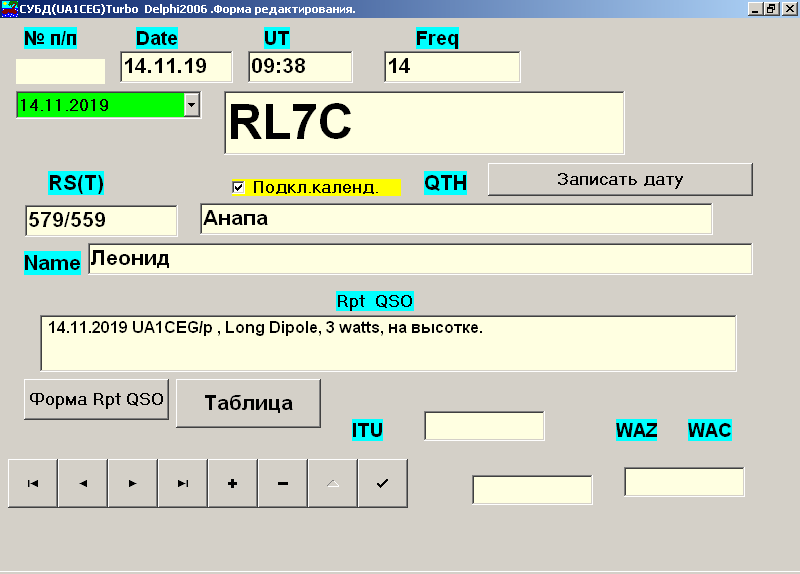 СУБД(UA1CEG)Turbo Delphi2006 .Форма редактирования.
№ п/п Date UT Freq
14.11.19 09:38 14
14.11.2019
RL7C
RS(T) Подкл.календ. QTH Записать дату
579/559 Анапа
Name Леонид
Rpt QSO
14.11.2019 UA1CEG/p , Long Dipole, 3 watts, на высотке.
Форма Rpt QSO Таблица
ITU WAZ WAC